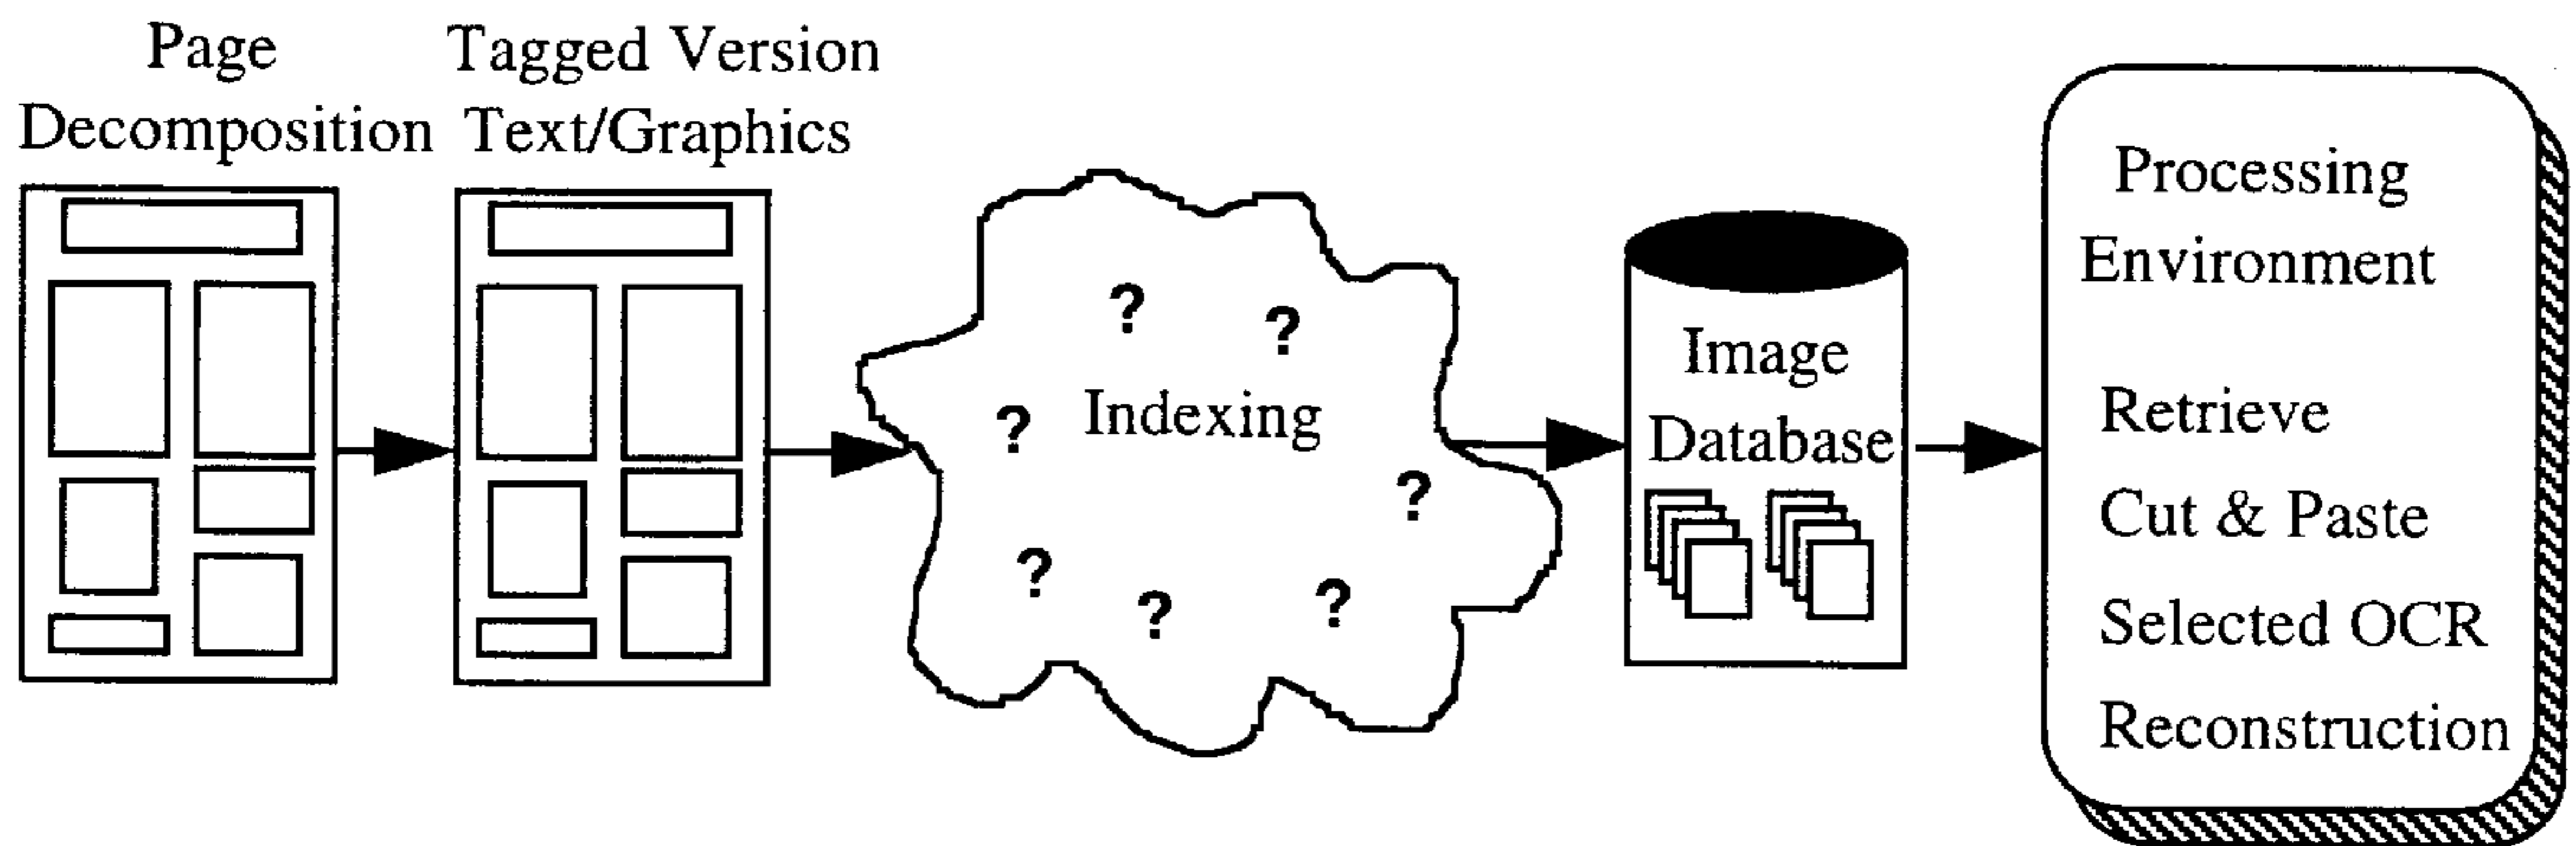 Page
Decomposition
Tagged Version
Text/Graphics
?
?
?
Indexing
?
?
?
?
Image
Database
Processing
Environment
Retrieve
Cut & Paste
Selected OCR
Reconstruction